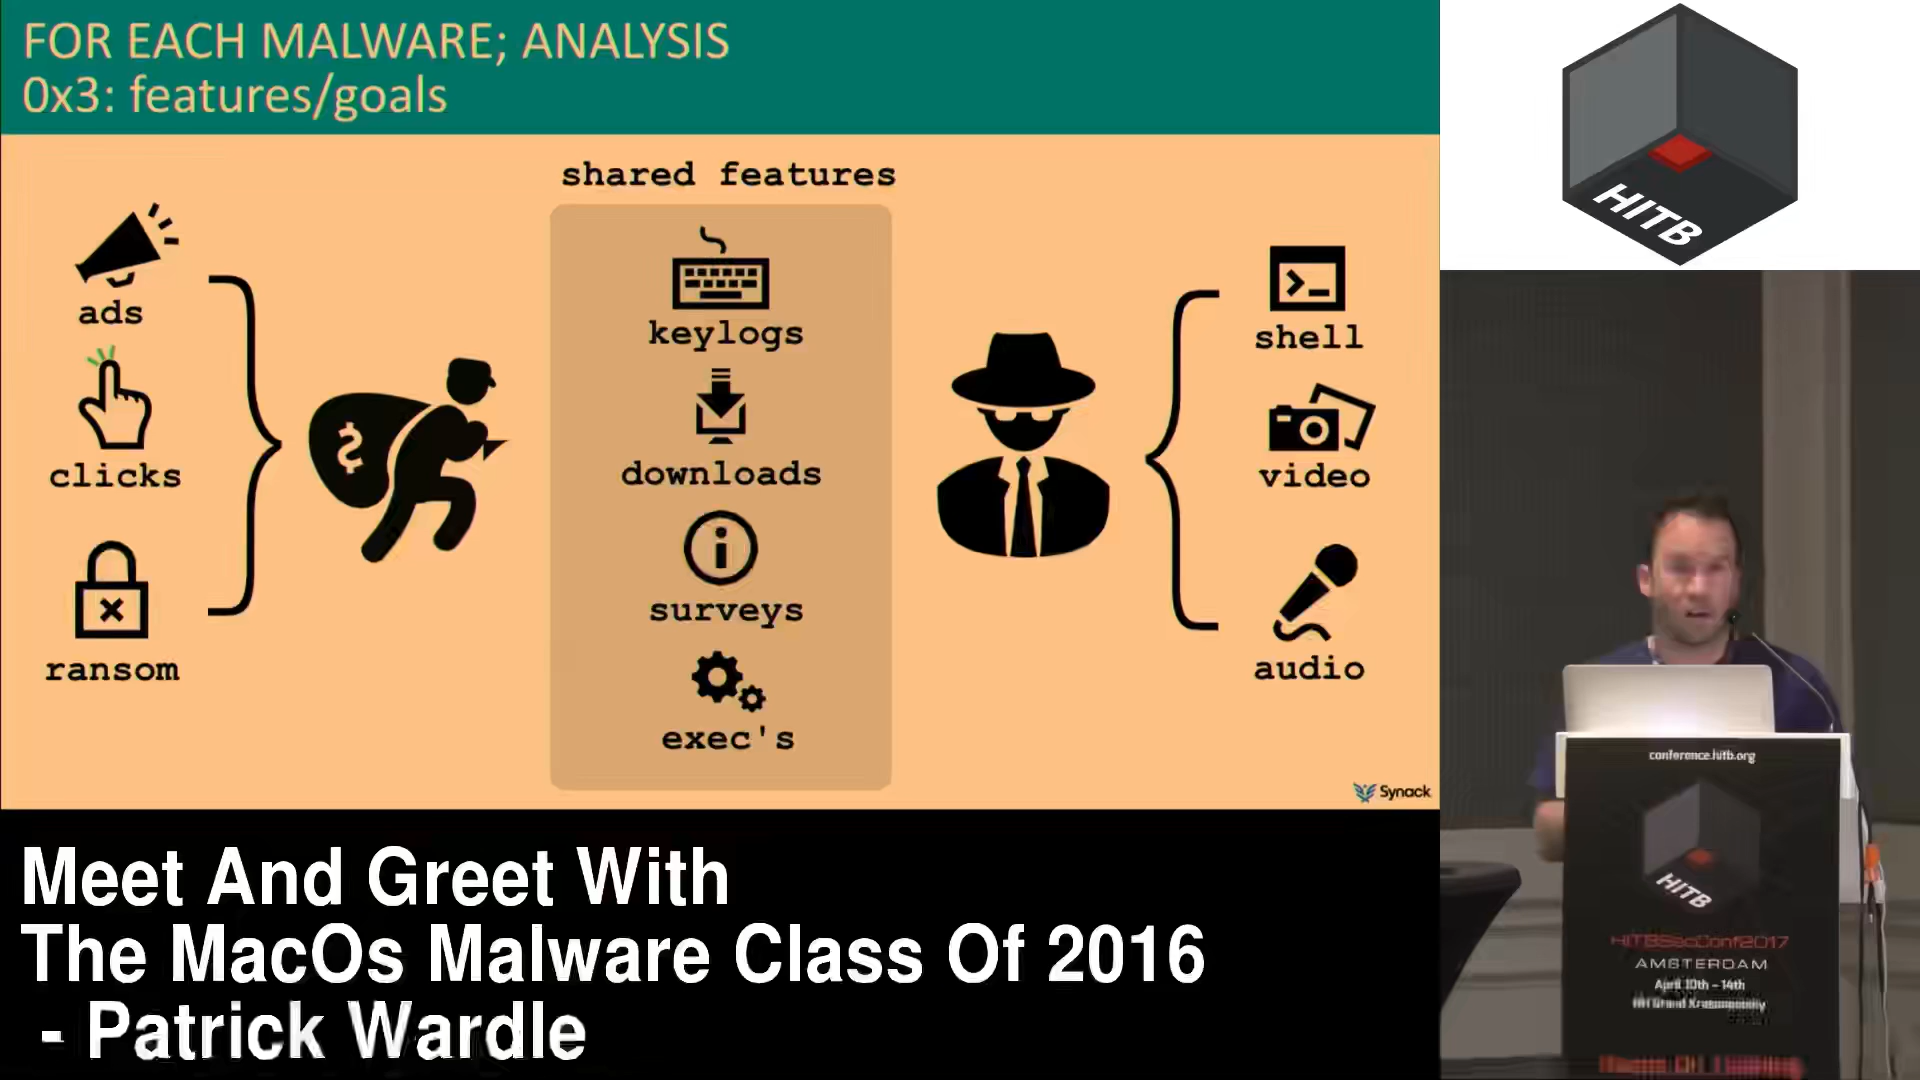 FOR EACH MALWARE; ANALYSIS
0x3: features/goals
shared features
ads
clicks
ransom
keylogs
downloads
surveys
exec's
shell
video
audio
Synack
HITB
conference.hitb.org
HITB
HITBSecConf2017
AMSTERDAM
April 10th - 14th
Meet And Greet With
The MacOs Malware Class Of 2016
- Patrick Wardle